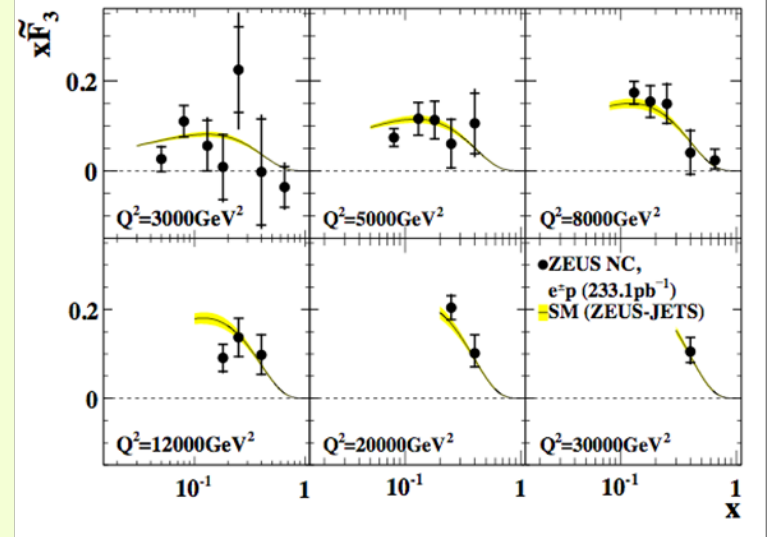 xF̃₃
0.2
0
Q²=3000GeV²
Q²=5000GeV²
Q²=8000GeV²
0.2
0
Q²=12000GeV²
Q²=20000GeV²
ZEUS NC,
e±p (233.1pb⁻¹)
SM (ZEUS-JETS)
Q²=30000GeV²
10⁻¹ 1 10⁻¹ 1 10⁻¹ 1
x